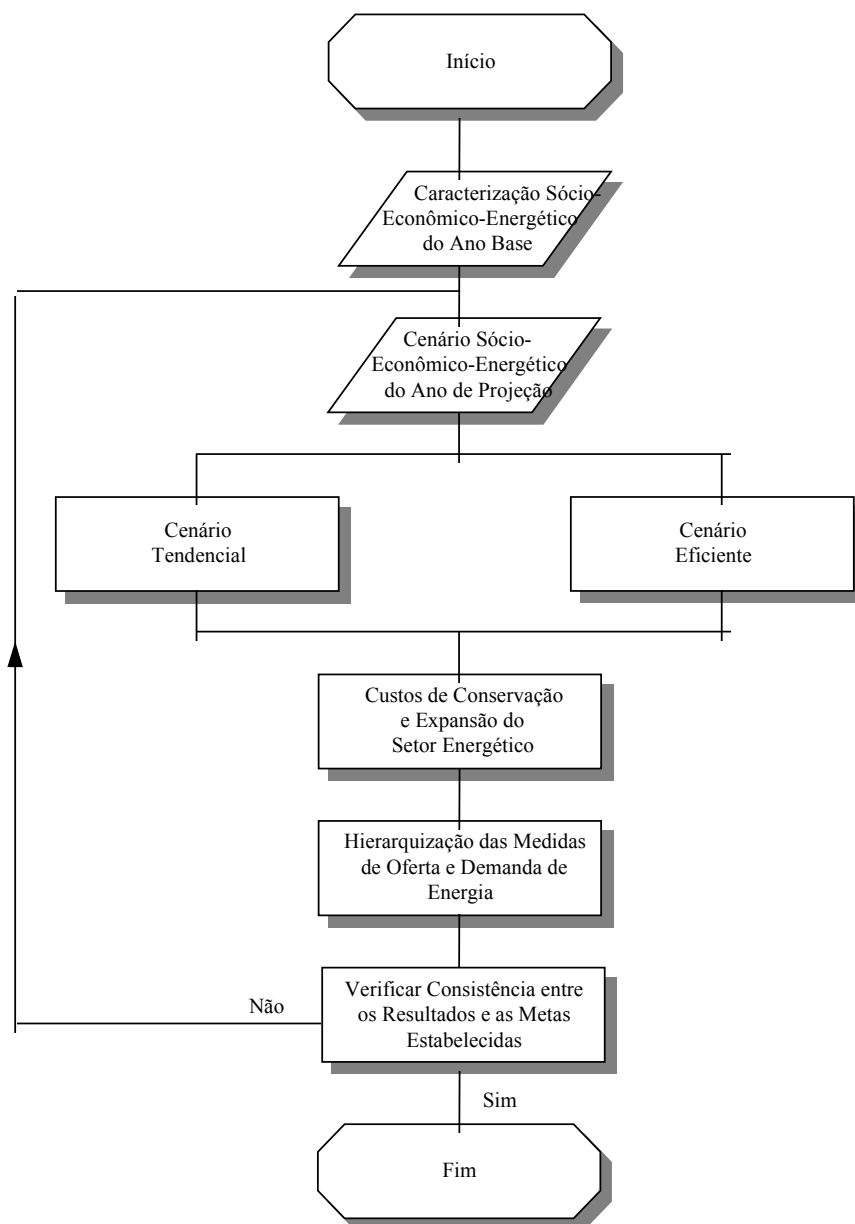 Início
Caracterização Sócio-
Econômico-Energético
do Ano Base
Cenário Sócio-
Econômico-Energético
do Ano de Projeção
Cenário
Tendencial
Cenário
Eficiente
Custos de Conservação
e Expansão do
Setor Energético
Hierarquização das Medidas
de Oferta e Demanda de
Energia
Verificar Consistência entre
os Resultados e as Metas
Estabelecidas
Não
Sim
Fim